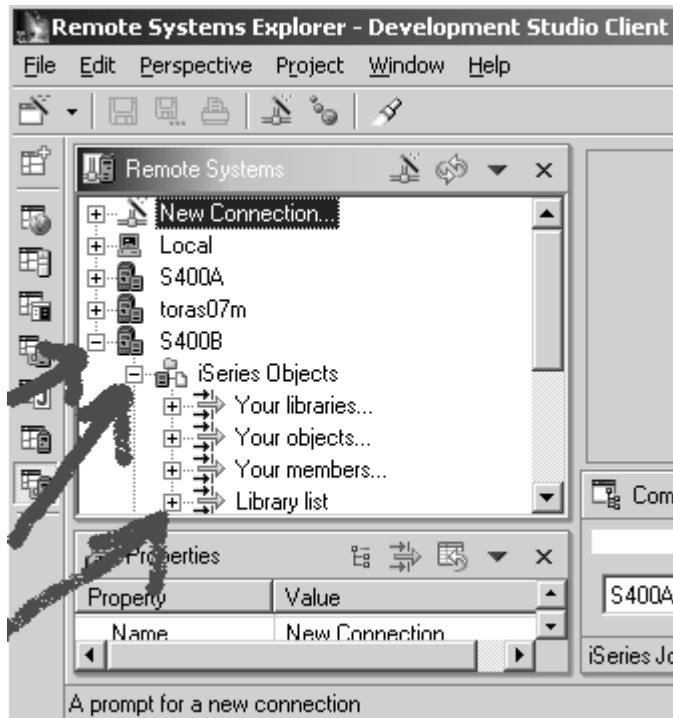 Remote Systems Explorer - Development Studio Client
File Edit Perspective Project Window Help
Remote Systems
New Connection...
Local
S400A
toras07m
S400B
iSeries Objects
Your libraries...
Your objects...
Your members...
Library list
Com
Properties
Property Value
S400A
Name New Connection
iSeries Jo
A prompt for a new connection